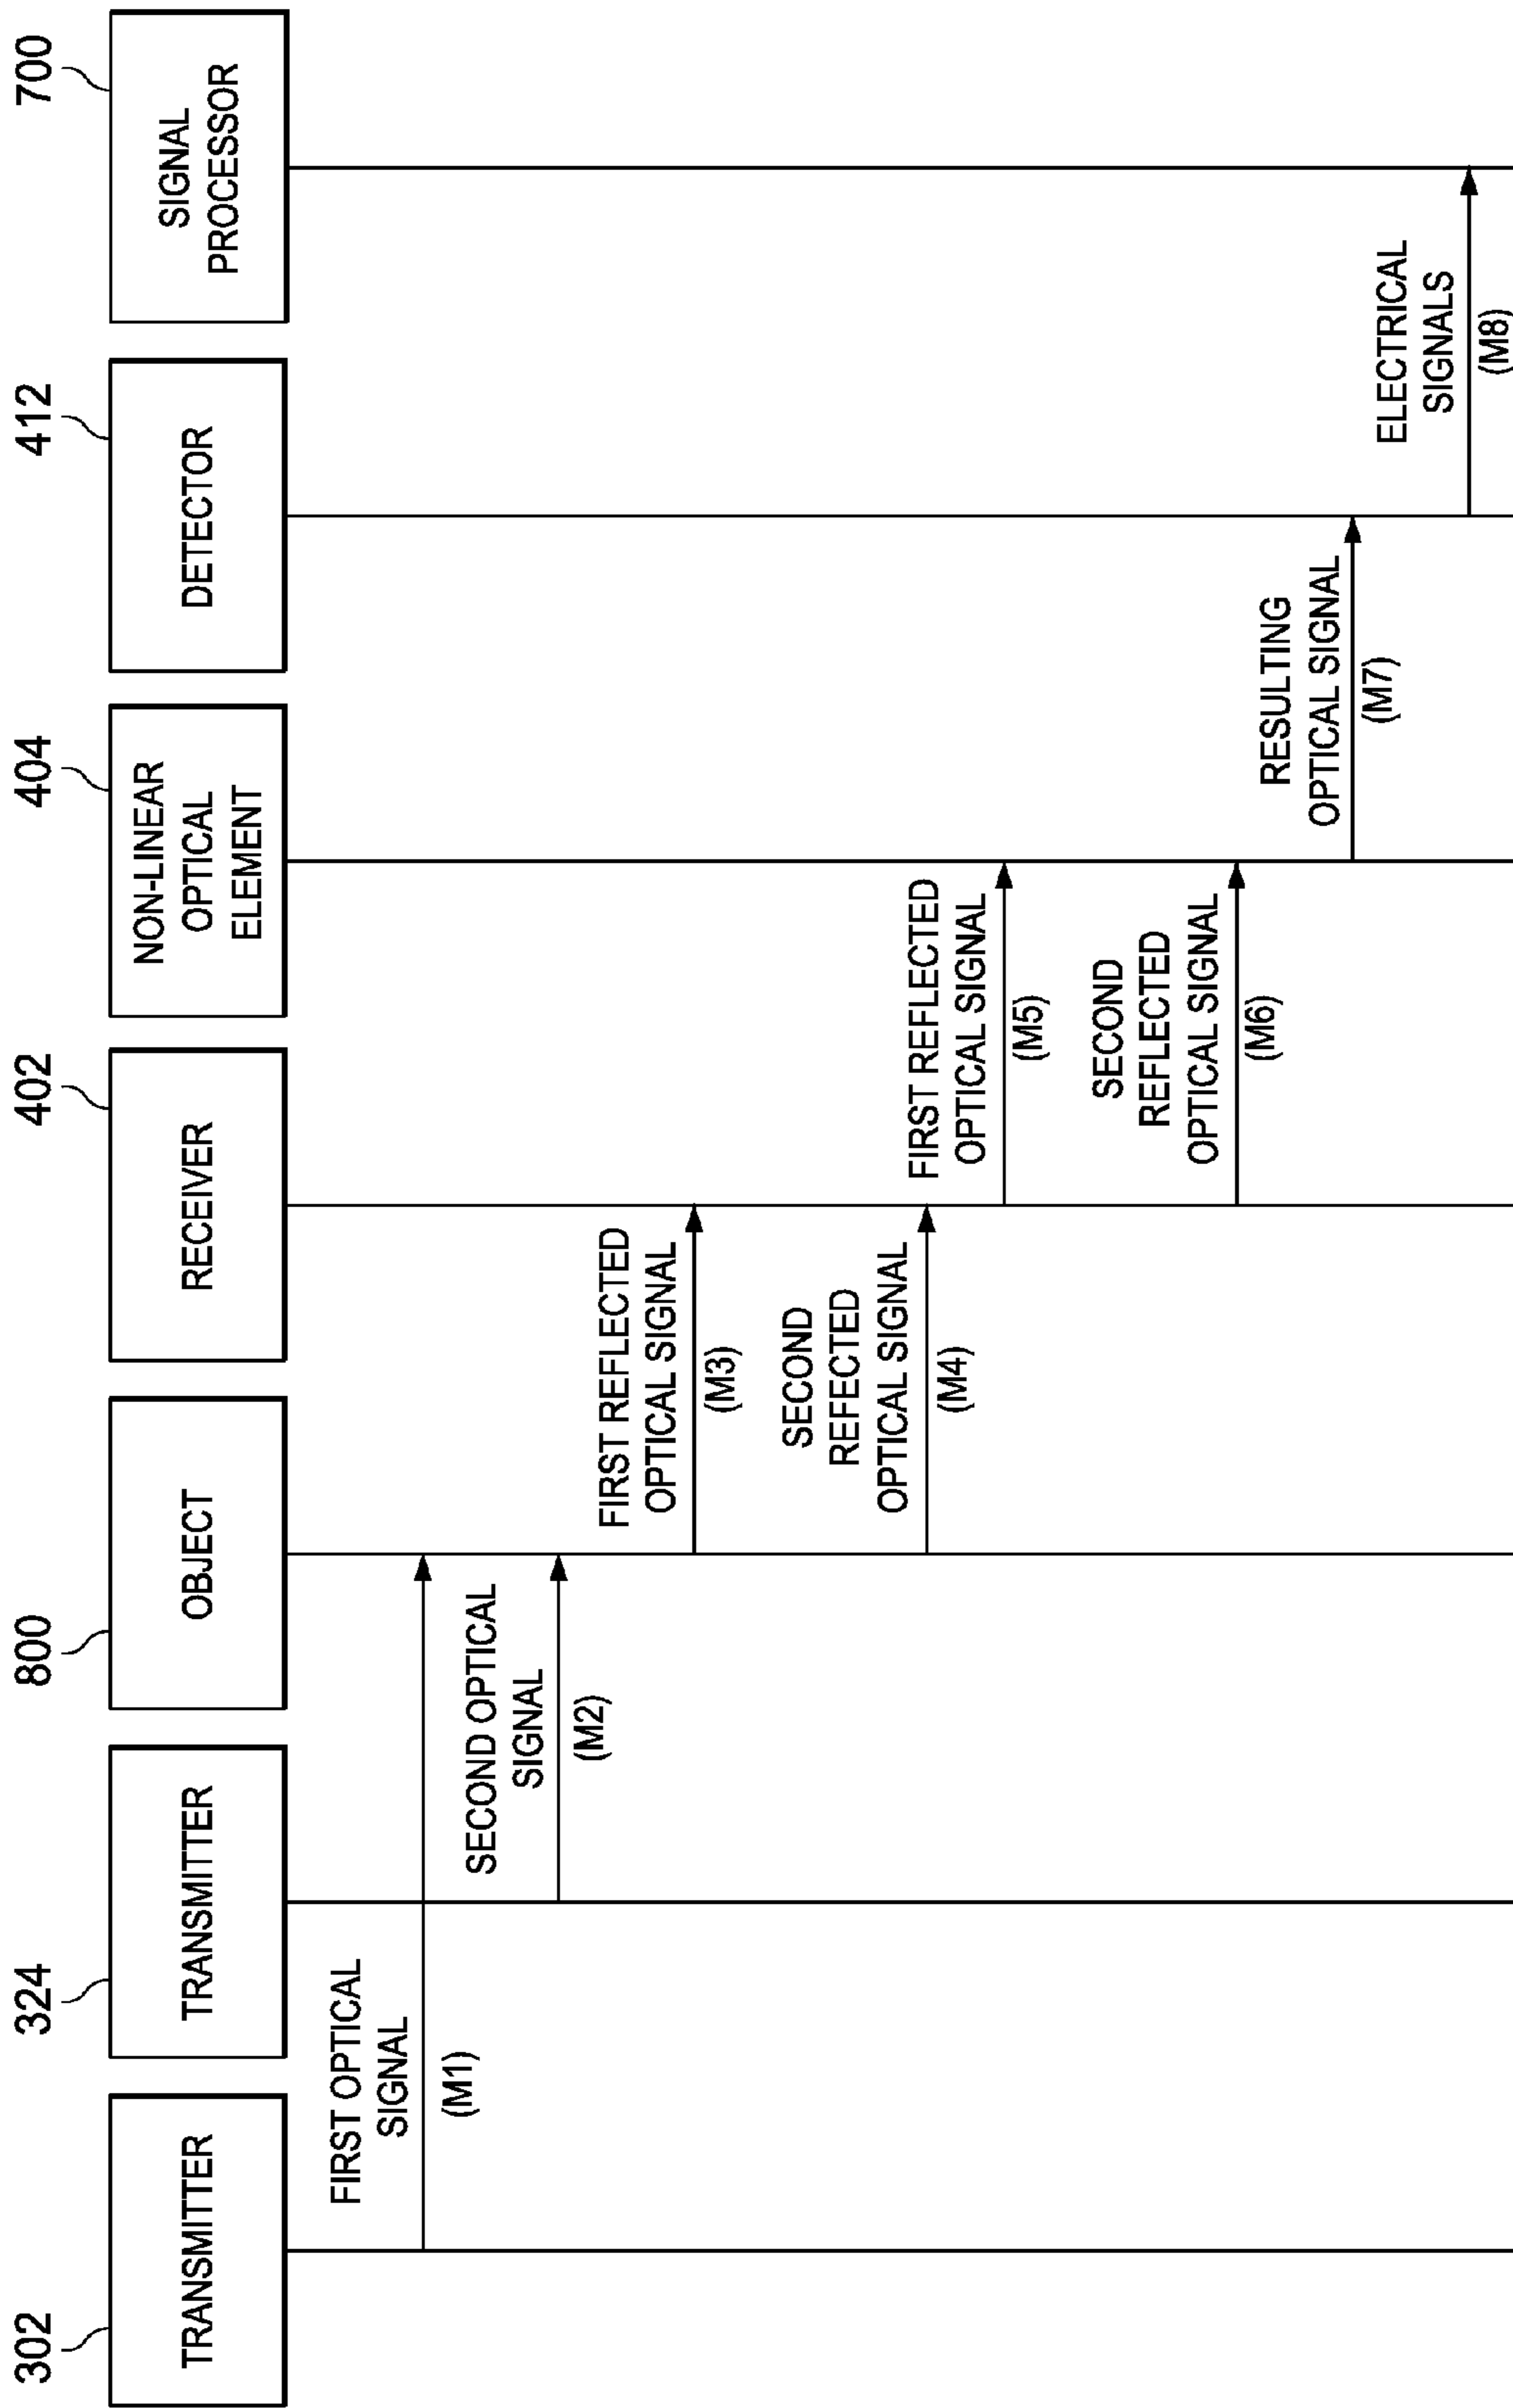 302
324
800
402
404
412
700
TRANSMITTER
TRANSMITTER
OBJECT
RECEIVER
NON-LINEAR
OPTICAL
ELEMENT
DETECTOR
SIGNAL
PROCESSOR
FIRST OPTICAL
SIGNAL
(M1)
SECOND OPTICAL
SIGNAL
(M2)
FIRST REFLECTED
OPTICAL SIGNAL
(M3)
SECOND
REFECTED
OPTICAL SIGNAL
(M4)
FIRST REFLECTED
OPTICAL SIGNAL
(M5)
SECOND
REFLECTED
OPTICAL SIGNAL
(M6)
RESULTING
OPTICAL SIGNAL
(M7)
ELECTRICAL
SIGNALS
(M8)